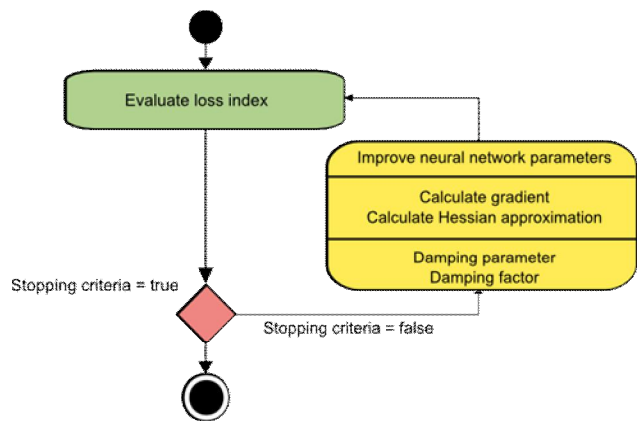 Evaluate loss index
Improve neural network parameters
Calculate gradient
Calculate Hessian approximation
Damping parameter
Damping factor
Stopping criteria = true
Stopping criteria = false